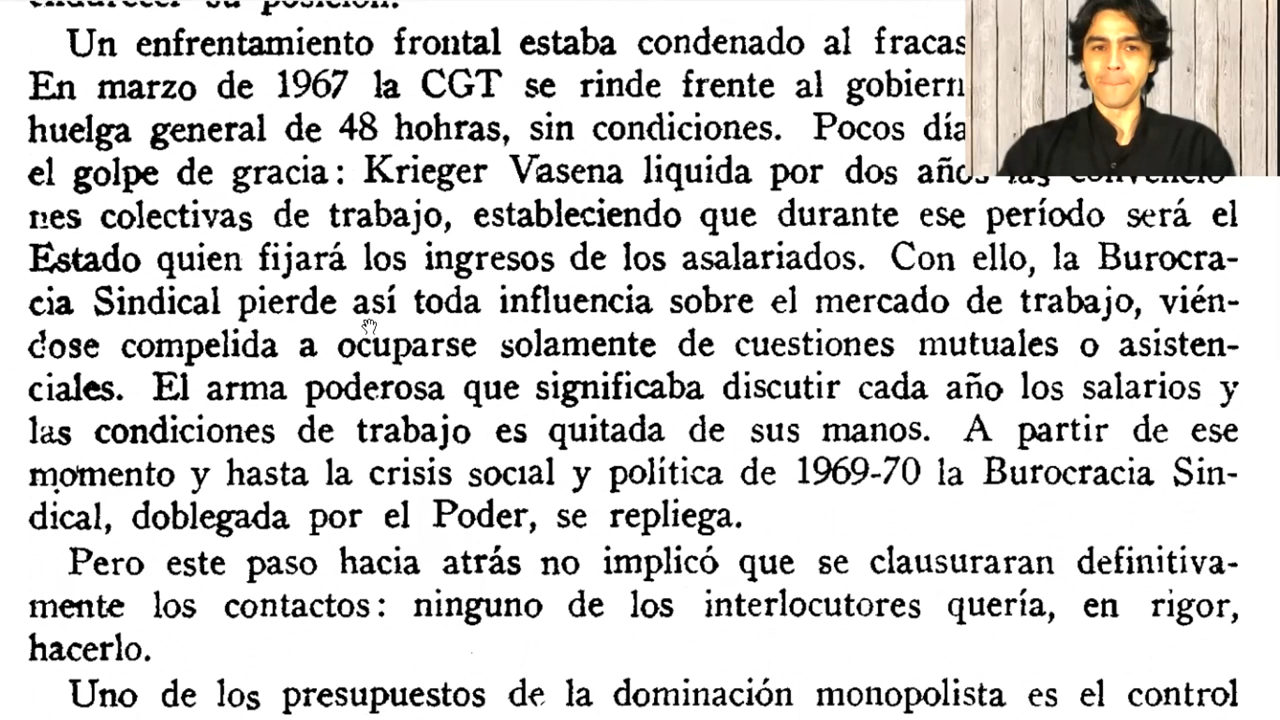 endurecer su posición.
Un enfrentamiento frontal estaba condenado al fracas
En marzo de 1967 la CGT se rinde frente al gobiern
huelga general de 48 hohras, sin condiciones. Pocos día
el golpe de gracia: Krieger Vasena liquida por dos años las convencio-
nes colectivas de trabajo, estableciendo que durante ese período será el
Estado quien fijará los ingresos de los asalariados. Con ello, la Burocra-
cia Sindical pierde así toda influencia sobre el mercado de trabajo, vién-
dose compelida a ocuparse solamente de cuestiones mutuales o asisten-
ciales. El arma poderosa que significaba discutir cada año los salarios y
las condiciones de trabajo es quitada de sus manos. A partir de ese
momento y hasta la crisis social y política de 1969-70 la Burocracia Sin-
dical, doblegada por el Poder, se repliega.
Pero este paso hacia atrás no implicó que se clausuraran definitiva-
mente los contactos: ninguno de los interlocutores quería, en rigor,
hacerlo.
Uno de los presupuestos de la dominación monopolista es el control